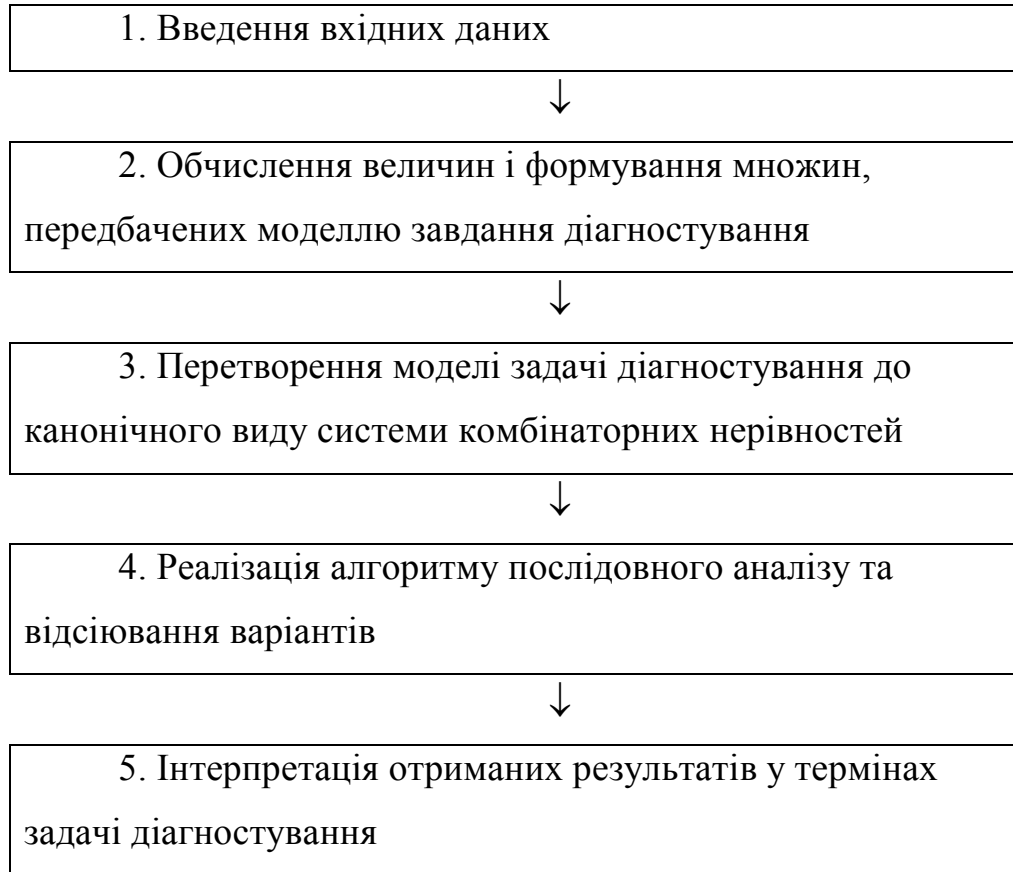 1. Введення вхідних даних
↓
2. Обчислення величин і формування множин,
передбачених моделлю завдання діагностування
↓
3. Перетворення моделі задачі діагностування до
канонічного виду системи комбінаторних нерівностей
↓
4. Реалізація алгоритму послідовного аналізу та
відсіювання варіантів
↓
5. Інтерпретація отриманих результатів у термінах
задачі діагностування